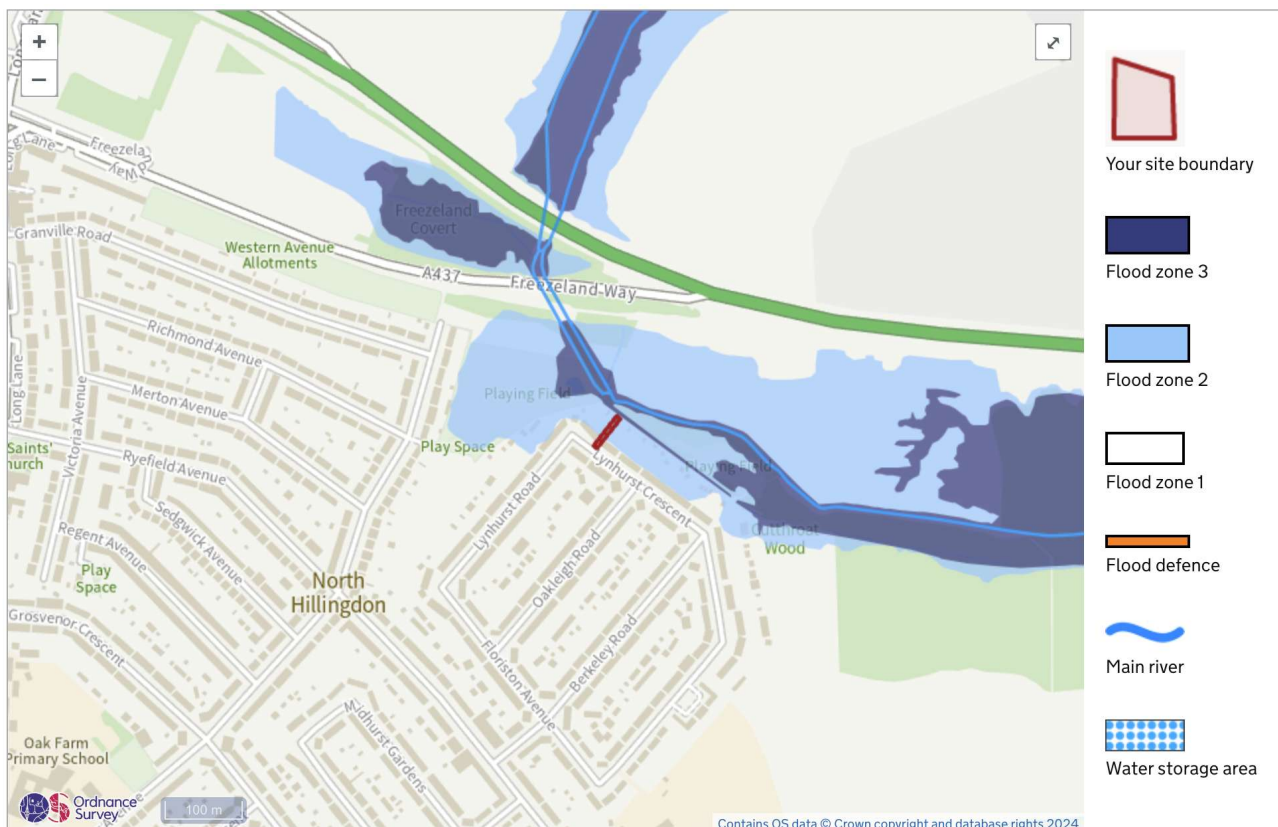 +
−
Long Lane
Freezeland
Way
Granville Road
Western Avenue
Allotments
Freezeland
Covert
A437
Freezeland Way
Richmond Avenue
Merton Avenue
Long Lane
Victoria Avenue
Saints'
hurch
Ryefield Avenue
Sedgwick Avenue
Regent Avenue
Play
Space
Grosvenor Crescent
Playing Field
Play Space
Lynhurst Crescent
Lynhurst Road
Oakleigh Road
Berkeley Road
Floriston Avenue
Playing Field
Cutthroat
Wood
North
Hillingdon
Midhurst Gardens
Oak Farm
Primary School
Ordnance
Survey
100 m
Contains OS data © Crown copyright and database rights 2024
Your site boundary
Flood zone 3
Flood zone 2
Flood zone 1
Flood defence
Main river
Water storage area